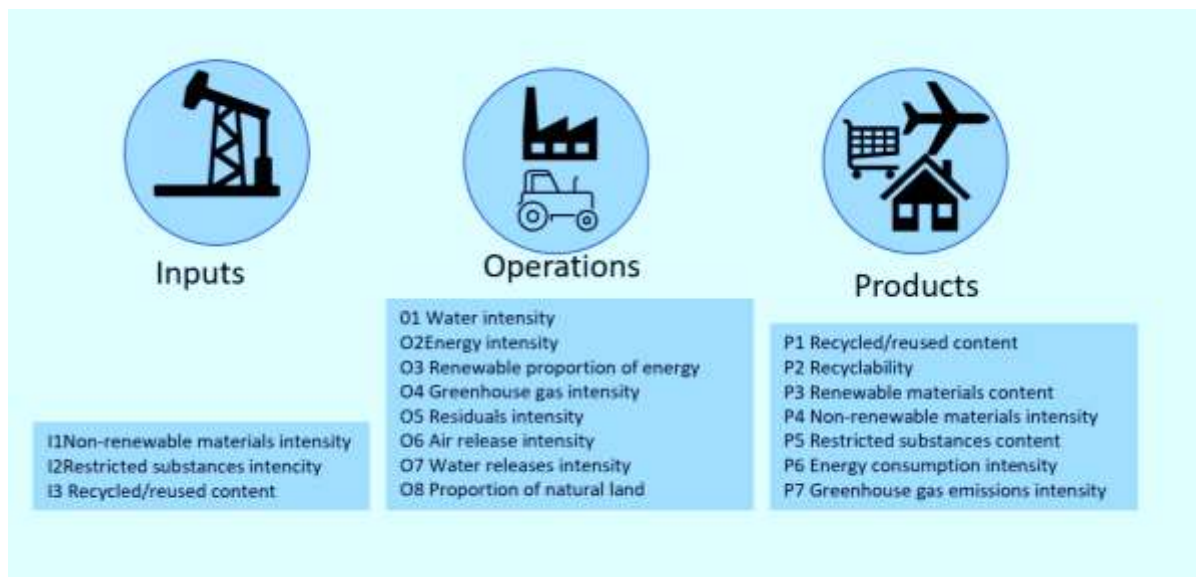 Inputs
I1Non-renewable materials intensity
I2Restricted substances intencity
I3 Recycled/reused content
Operations
01 Water intensity
O2Energy intensity
O3 Renewable proportion of energy
O4 Greenhouse gas intensity
O5 Residuals intensity
O6 Air release intensity
O7 Water releases intensity
O8 Proportion of natural land
Products
P1 Recycled/reused content
P2 Recyclability
P3 Renewable materials content
P4 Non-renewable materials intensity
P5 Restricted substances content
P6 Energy consumption intensity
P7 Greenhouse gas emissions intensity